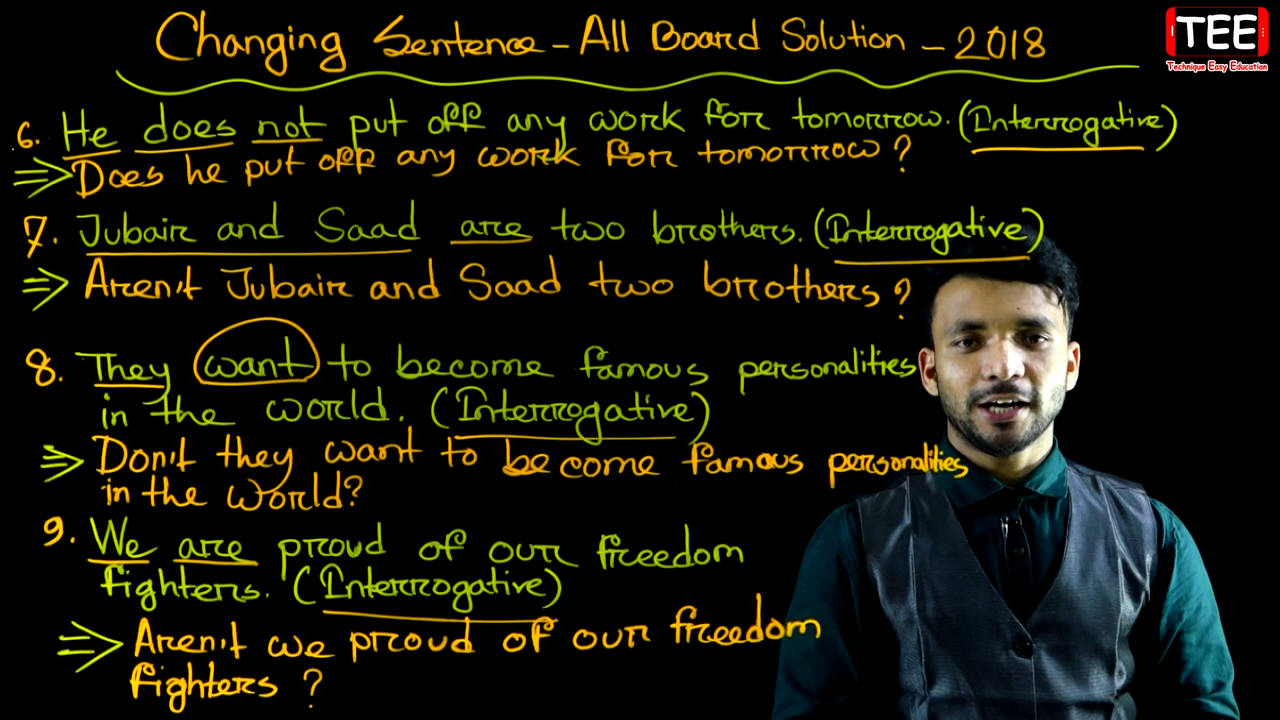 Changing Sentence - All Board Solution - 2018
TEE
Technique Easy Education
6. He does not put off any work for tomorrow. (Interrogative)
⇒ Does he put off any work for tomorrow?
7. Jubair and Saad are two brothers. (Interrogative)
⇒ Aren't Jubair and Saad two brothers?
8. They want to become famous personalities
in the world. (Interrogative)
⇒ Don't they want to become famous personalities
in the world?
9. We are proud of our freedom
fighters. (Interrogative)
⇒ Aren't we proud of our freedom
fighters?